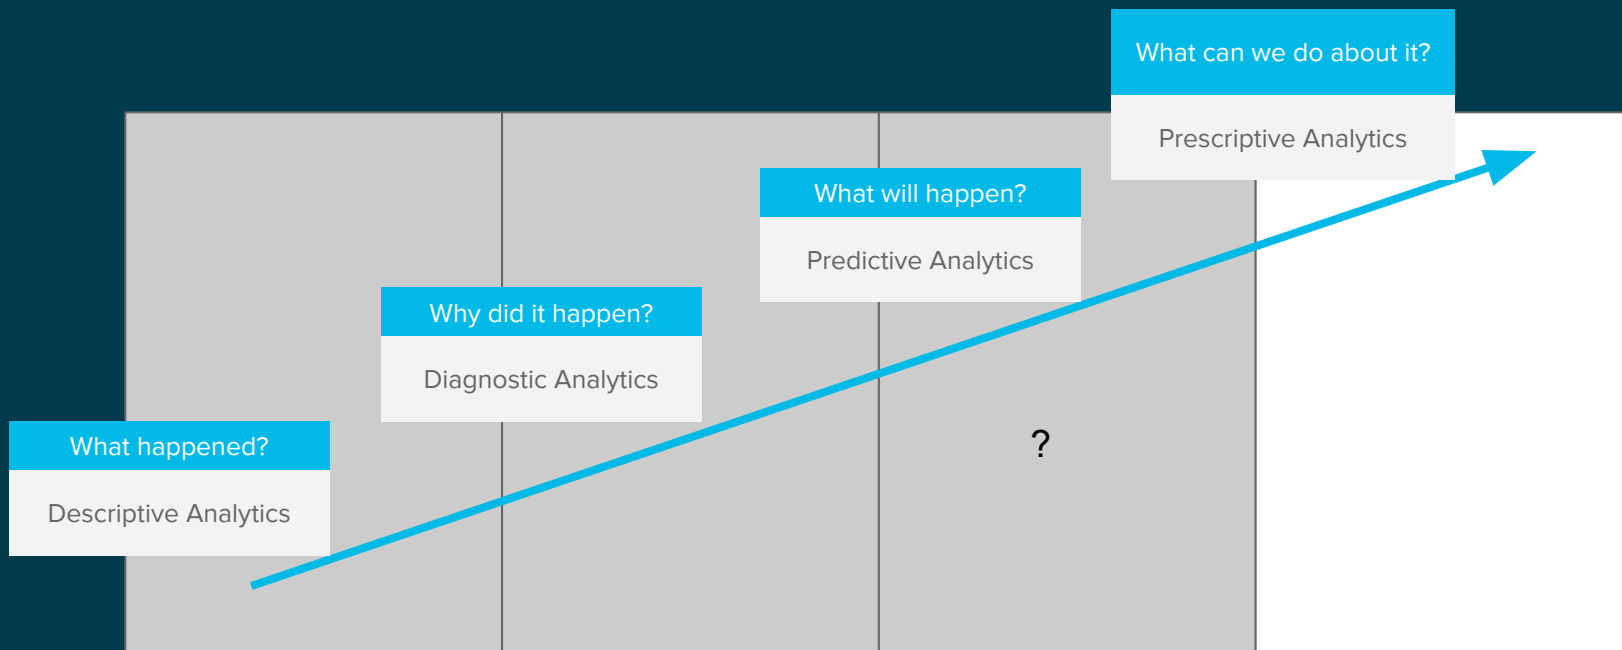 What can we do about it?
Prescriptive Analytics
What will happen?
Predictive Analytics
Why did it happen?
Diagnostic Analytics
?
What happened?
Descriptive Analytics